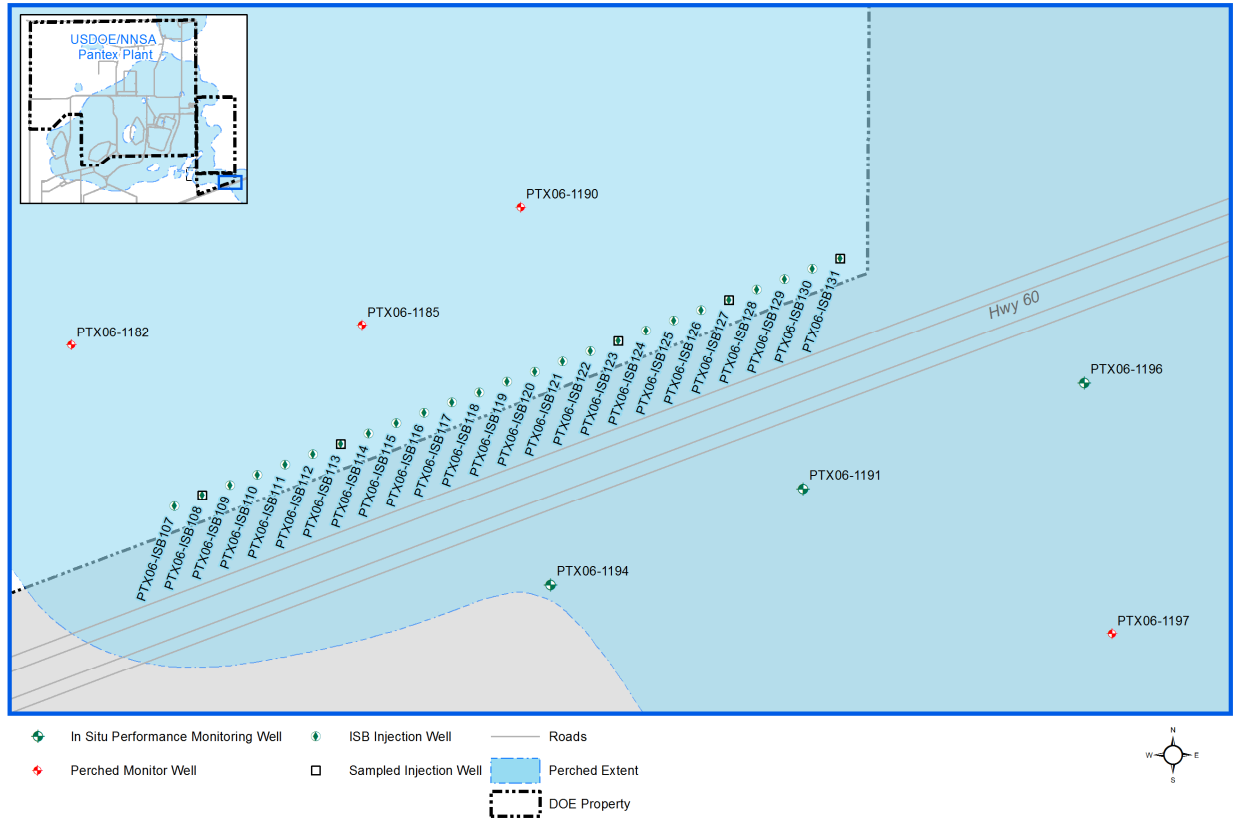 USDOE/NNSA
Pantex Plant
PTX06-1190
PTX06-1185
PTX06-1182
PTX06-1196
PTX06-1191
PTX06-1194
PTX06-1197
Hwy 60
PTX06-ISB107
PTX06-ISB108
PTX06-ISB109
PTX06-ISB110
PTX06-ISB111
PTX06-ISB112
PTX06-ISB113
PTX06-ISB114
PTX06-ISB115
PTX06-ISB116
PTX06-ISB117
PTX06-ISB118
PTX06-ISB119
PTX06-ISB120
PTX06-ISB121
PTX06-ISB122
PTX06-ISB123
PTX06-ISB124
PTX06-ISB125
PTX06-ISB126
PTX06-ISB127
PTX06-ISB128
PTX06-ISB129
PTX06-ISB130
PTX06-ISB131
In Situ Performance Monitoring Well
ISB Injection Well
Roads
Perched Monitor Well
Sampled Injection Well
Perched Extent
DOE Property
N
W E
S